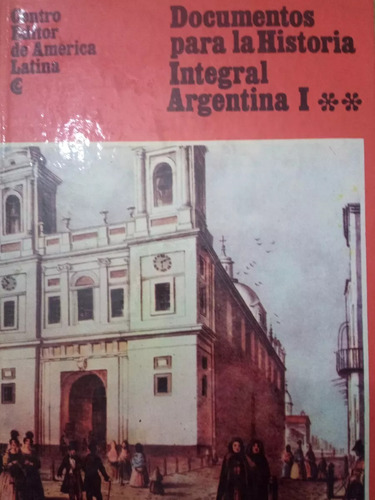 Centro
Editor
de América
Latina
Documentos
para la Historia
Integral
Argentina I **